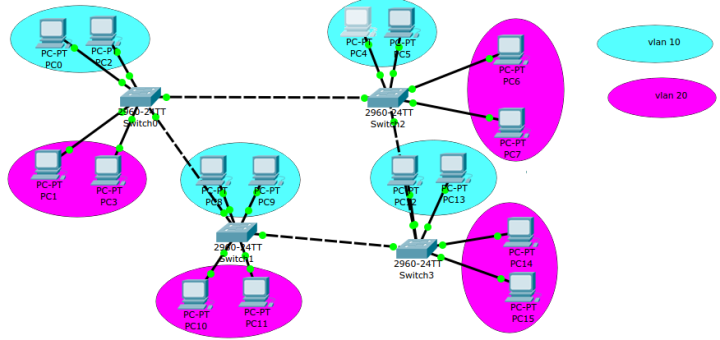 PC-PT
PC0
PC-PT
PC2
2960-24TT
Switch0
PC-PT
PC1
PC-PT
PC3
PC-PT
PC4
PC-PT
PC5
2960-24TT
Switch2
PC-PT
PC6
PC-PT
PC7
vlan 10
vlan 20
PC-PT
PC8
PC-PT
PC9
2960-24TT
Switch1
PC-PT
PC10
PC-PT
PC11
PC-PT
PC12
PC-PT
PC13
2960-24TT
Switch3
PC-PT
PC14
PC-PT
PC15